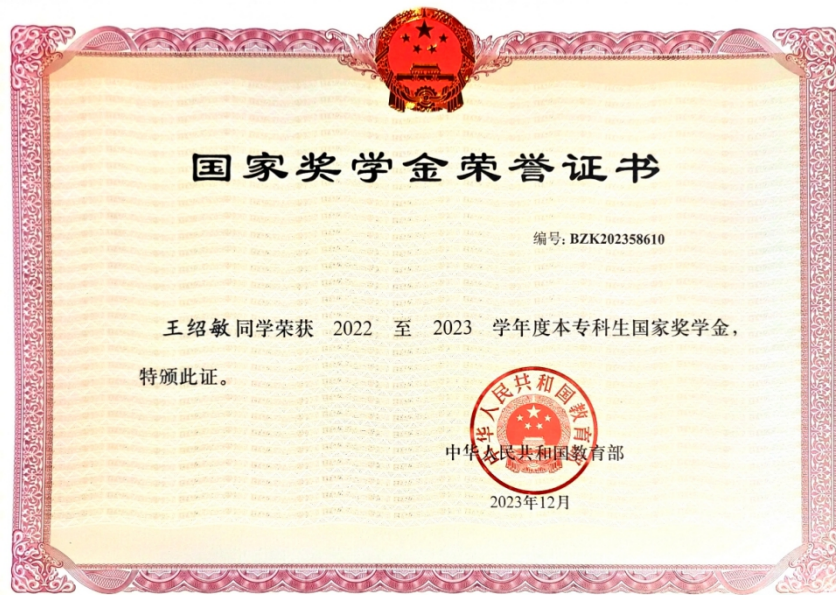 国家奖学金荣誉证书
编号: BZK202358610
王绍敏同学荣获 2022 至 2023 学年度本专科生国家奖学金,
特颁此证。
中华人民共和国教育部
中华人民共和国教育部
2023年12月